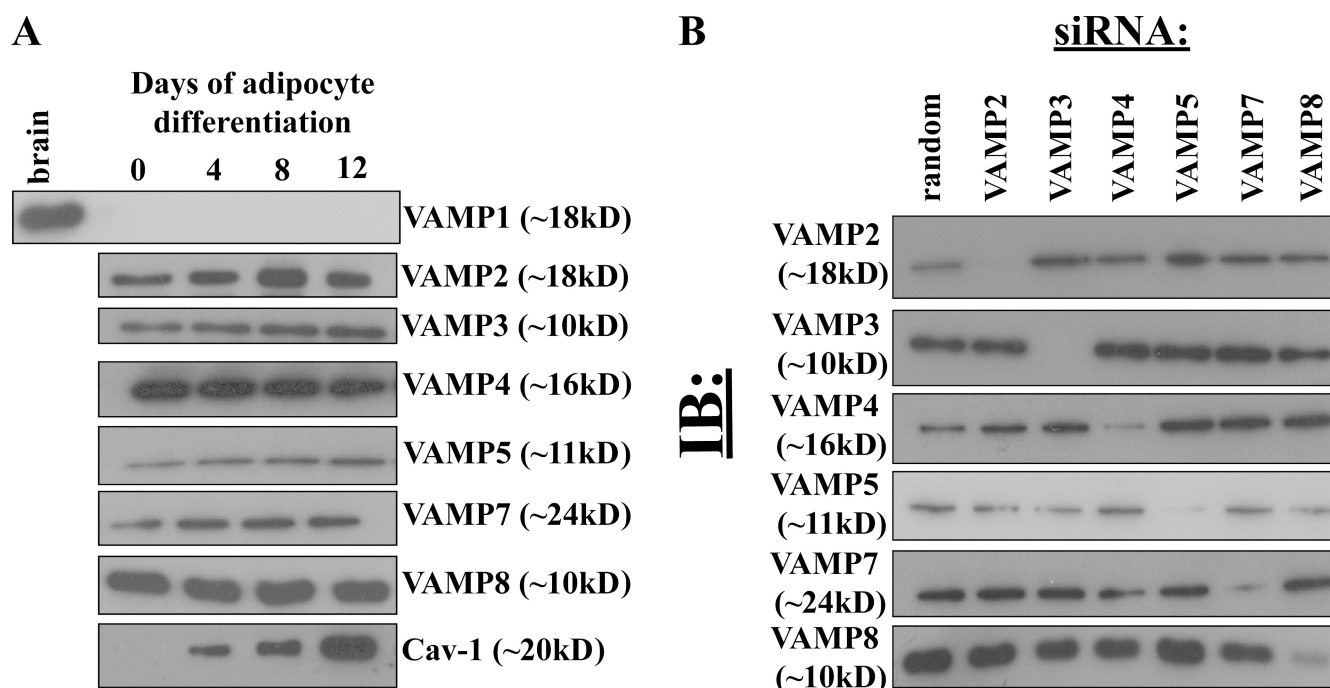 A
Days of adipocyte
differentiation
brain
0 4 8 12
VAMP1 (~18kD)
VAMP2 (~18kD)
VAMP3 (~10kD)
VAMP4 (~16kD)
VAMP5 (~11kD)
VAMP7 (~24kD)
VAMP8 (~10kD)
Cav-1 (~20kD)
B
siRNA:
random
VAMP2
VAMP3
VAMP4
VAMP5
VAMP7
VAMP8
IB:
VAMP2
(~18kD)
VAMP3
(~10kD)
VAMP4
(~16kD)
VAMP5
(~11kD)
VAMP7
(~24kD)
VAMP8
(~10kD)